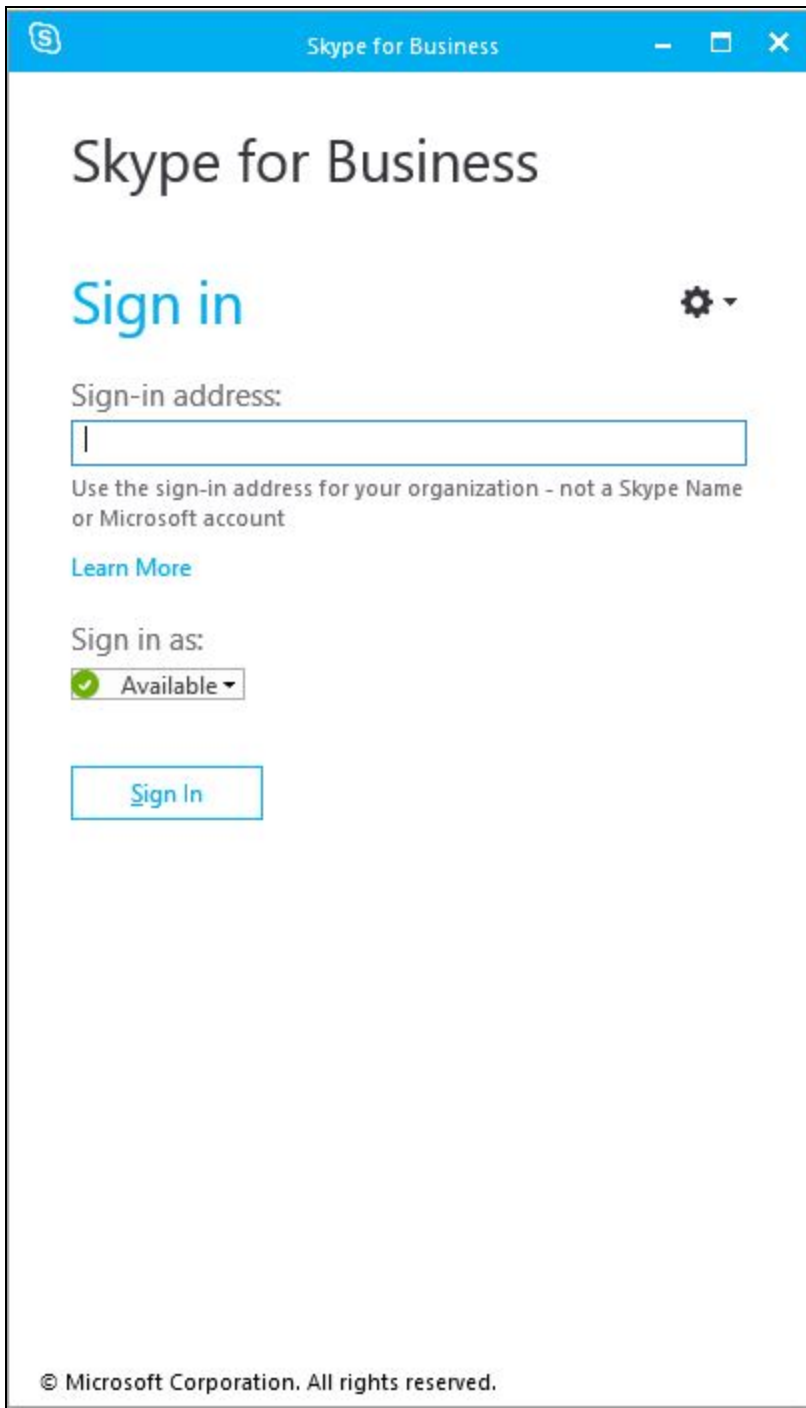 Skype for Business
Skype for Business
Sign in
Sign-in address:
Use the sign-in address for your organization - not a Skype Name
or Microsoft account
Learn More
Sign in as:
Available
Sign In
© Microsoft Corporation. All rights reserved.